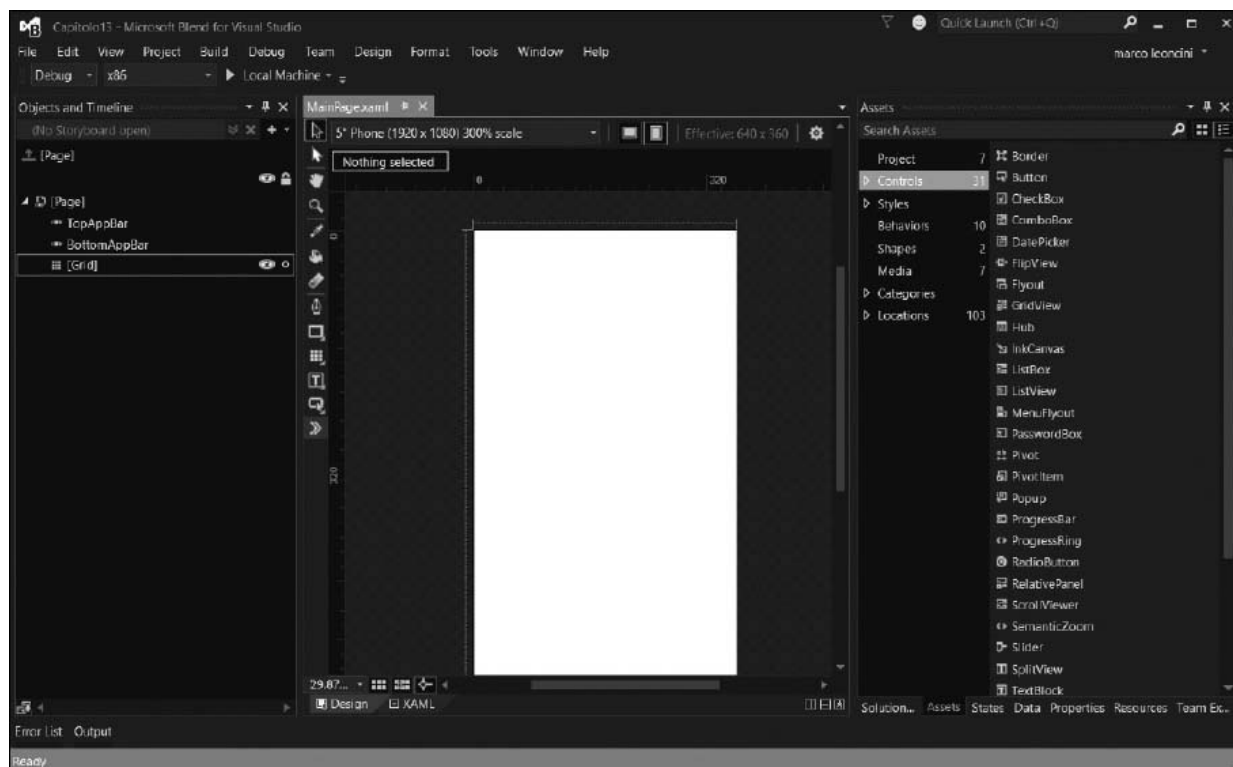 Capitolo13 - Microsoft Blend for Visual Studio
Quick Launch (Ctrl+Q)
File Edit View Project Build Debug Team Design Format Tools Window Help
marco leoncini
Debug x86 Local Machine
Objects and Timeline
(No Storyboard open)
[Page]
[Page]
TopAppBar
BottomAppBar
[Grid]
MainPage.xaml
5" Phone (1920 x 1080) 300% scale
Effective: 640 x 360
Nothing selected
0
320
0
320
29.87...
Design XAML
Assets
Search Assets
Project 7
Controls 31
Styles
Behaviors 10
Shapes 2
Media 7
Categories
Locations 103
Border
Button
CheckBox
ComboBox
DatePicker
FlipView
Flyout
GridView
Hub
InkCanvas
ListBox
ListView
MenuFlyout
PasswordBox
Pivot
PivotItem
Popup
ProgressBar
ProgressRing
RadioButton
RelativePanel
ScrollViewer
SemanticZoom
Slider
SplitView
TextBlock
Solution... Assets States Data Properties Resources Team Ex...
Error List Output
Ready